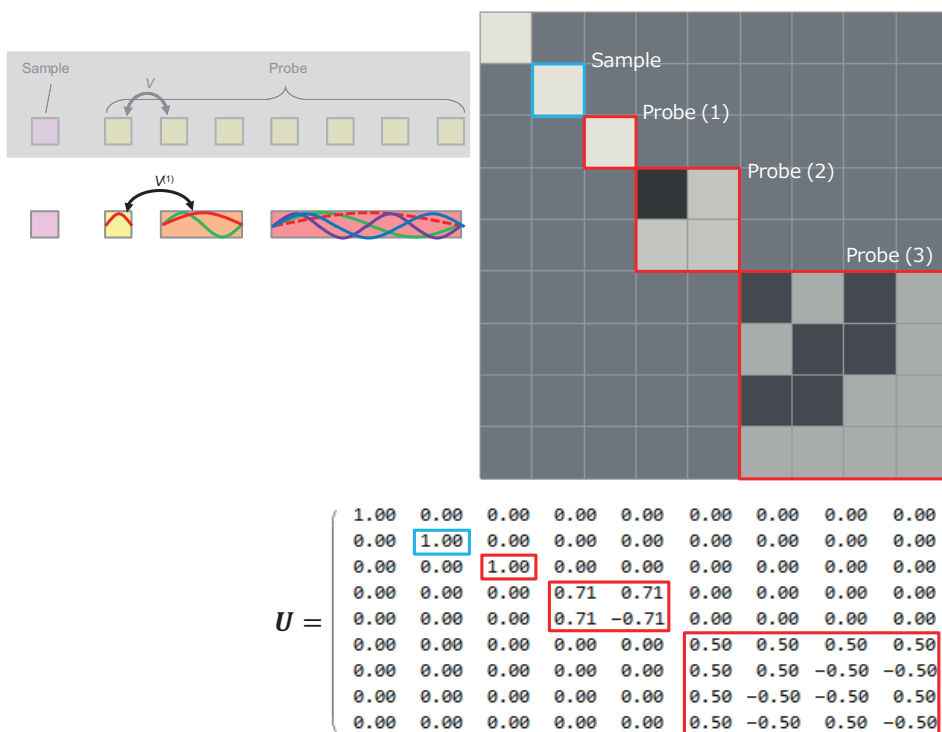 Sample
Probe
V
V(1)
Sample
Probe (1)
Probe (2)
Probe (3)
U =
1.00 0.00 0.00 0.00 0.00 0.00 0.00 0.00 0.00
0.00 1.00 0.00 0.00 0.00 0.00 0.00 0.00 0.00
0.00 0.00 1.00 0.00 0.00 0.00 0.00 0.00 0.00
0.00 0.00 0.00 0.71 0.71 0.00 0.00 0.00 0.00
0.00 0.00 0.00 0.71 −0.71 0.00 0.00 0.00 0.00
0.00 0.00 0.00 0.00 0.00 0.50 0.50 0.50 0.50
0.00 0.00 0.00 0.00 0.00 0.50 0.50 −0.50 −0.50
0.00 0.00 0.00 0.00 0.00 0.50 −0.50 −0.50 0.50
0.00 0.00 0.00 0.00 0.00 0.50 −0.50 0.50 −0.50